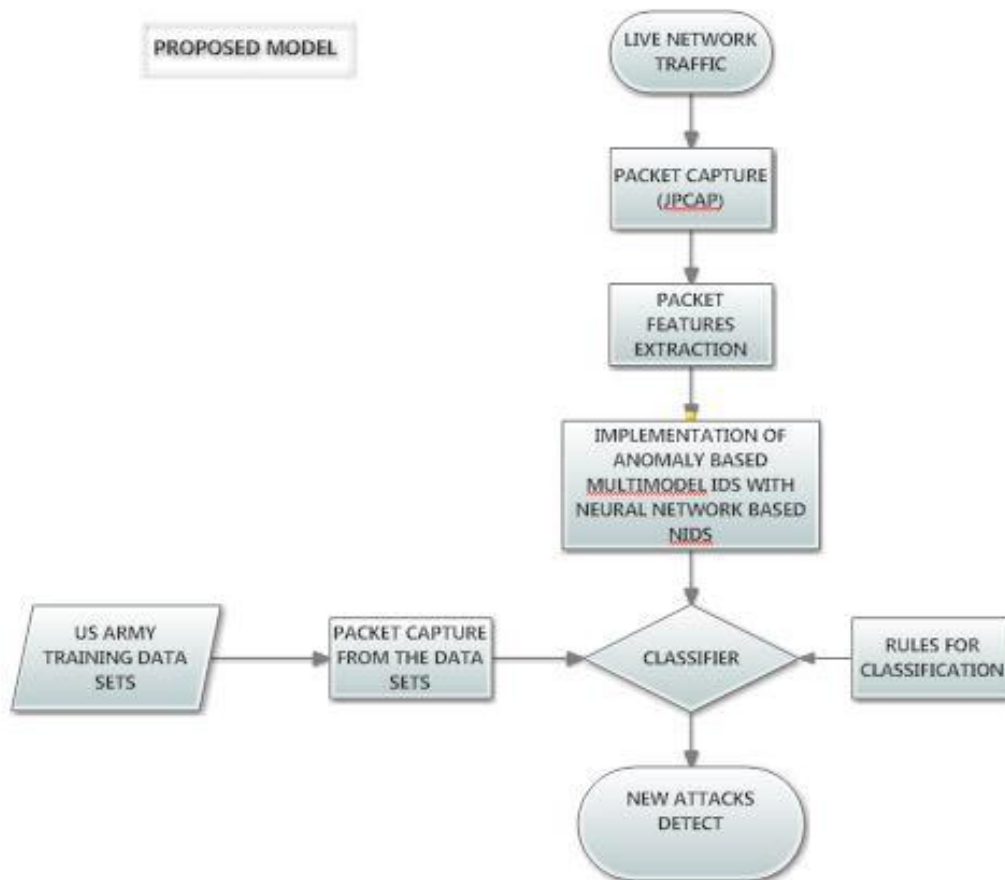 PROPOSED MODEL
LIVE NETWORK
TRAFFIC
PACKET CAPTURE
(JPCAP)
PACKET
FEATURES
EXTRACTION
IMPLEMENTATION OF
ANOMALY BASED
MULTIMODEL IDS WITH
NEURAL NETWORK BASED
NIDS
US ARMY
TRAINING DATA
SETS
PACKET CAPTURE
FROM THE DATA
SETS
CLASSIFIER
RULES FOR
CLASSIFICATION
NEW ATTACKS
DETECT